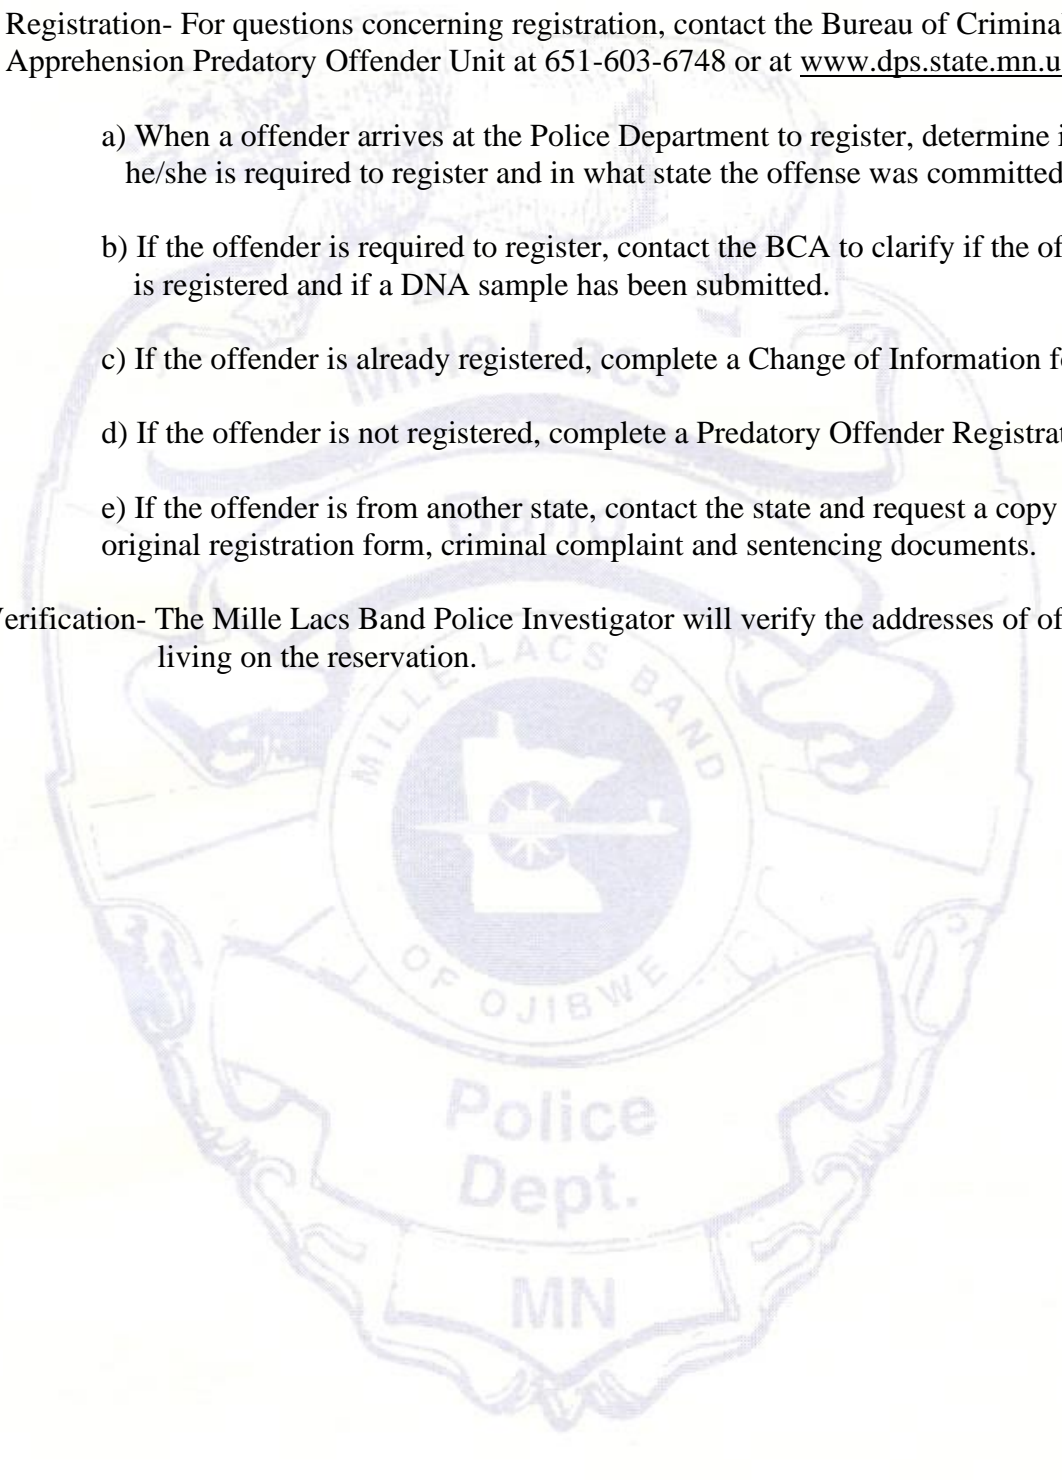 Registration- For questions concerning registration, contact the Bureau of Criminal
Apprehension Predatory Offender Unit at 651-603-6748 or at www.dps.state.mn.u
a) When a offender arrives at the Police Department to register, determine i
he/she is required to register and in what state the offense was committed
b) If the offender is required to register, contact the BCA to clarify if the of
is registered and if a DNA sample has been submitted.
c) If the offender is already registered, complete a Change of Information f
d) If the offender is not registered, complete a Predatory Offender Registrat
e) If the offender is from another state, contact the state and request a copy
original registration form, criminal complaint and sentencing documents.
Verification- The Mille Lacs Band Police Investigator will verify the addresses of of
living on the reservation.
Mille Lacs
Band
MILLE LACS BAND
OF OJIBWE
Police
Dept.
MN